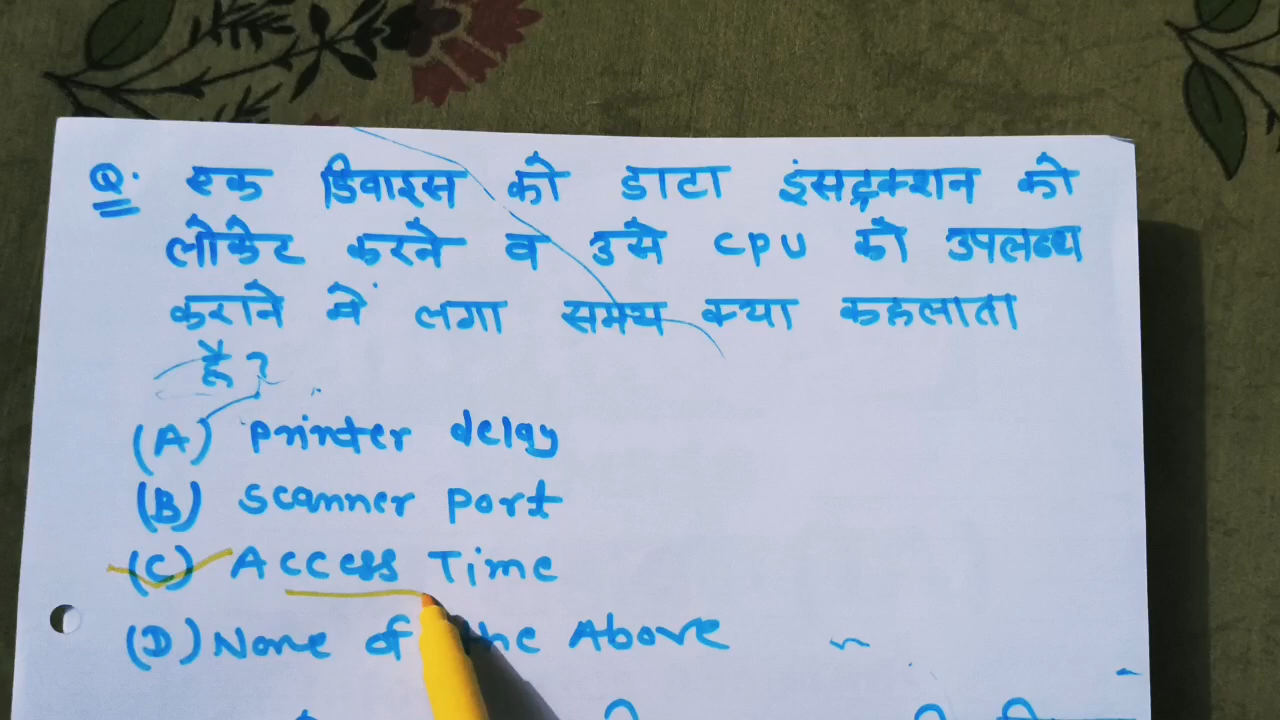 Q. एक डिवाइस को डाटा इंसट्रक्शन को
लोकेट करने व उसे CPU को उपलब्ध
कराने में लगा समय क्या कहलाता
है?
(A) Printer delay
(B) Scanner Port
(C) Access Time
(D) None of the Above